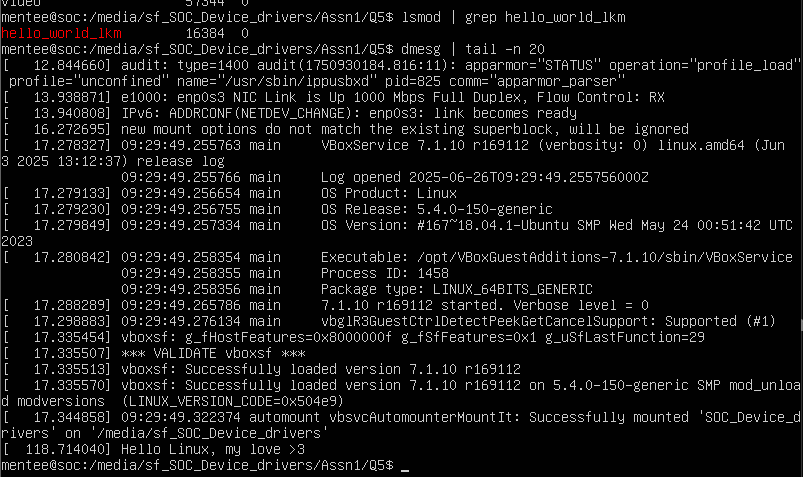 video                  57344  0
mentee@soc:/media/sf_SOC_Device_drivers/Assn1/Q5$ lsmod | grep hello_world_lkm
hello_world_lkm        16384  0
mentee@soc:/media/sf_SOC_Device_drivers/Assn1/Q5$ dmesg | tail -n 20
[   12.844660] audit: type=1400 audit(1750930184.816:11): apparmor="STATUS" operation="profile_load"
 profile="unconfined" name="/usr/sbin/ippusbxd" pid=825 comm="apparmor_parser"
[   13.938871] e1000: enp0s3 NIC Link is Up 1000 Mbps Full Duplex, Flow Control: RX
[   13.940808] IPv6: ADDRCONF(NETDEV_CHANGE): enp0s3: link becomes ready
[   16.272695] new mount options do not match the existing superblock, will be ignored
[   17.278327] 09:29:49.255763 main     VBoxService 7.1.10 r169112 (verbosity: 0) linux.amd64 (Jun
3 2025 13:12:37) release log
               09:29:49.255766 main     Log opened 2025-06-26T09:29:49.255756000Z
[   17.279133] 09:29:49.256654 main     OS Product: Linux
[   17.279230] 09:29:49.256755 main     OS Release: 5.4.0-150-generic
[   17.279849] 09:29:49.257334 main     OS Version: #167~18.04.1-Ubuntu SMP Wed May 24 00:51:42 UTC
2023
[   17.280842] 09:29:49.258354 main     Executable: /opt/VBoxGuestAdditions-7.1.10/sbin/VBoxService
               09:29:49.258355 main     Process ID: 1458
               09:29:49.258356 main     Package type: LINUX_64BITS_GENERIC
[   17.288289] 09:29:49.265786 main     7.1.10 r169112 started. Verbose level = 0
[   17.298883] 09:29:49.276134 main     vbglR3GuestCtrlDetectPeekGetCancelSupport: Supported (#1)
[   17.335454] vboxsf: g_fHostFeatures=0x8000000f g_fSfFeatures=0x1 g_uSfLastFunction=29
[   17.335507] *** VALIDATE vboxsf ***
[   17.335513] vboxsf: Successfully loaded version 7.1.10 r169112
[   17.335570] vboxsf: Successfully loaded version 7.1.10 r169112 on 5.4.0-150-generic SMP mod_unloa
d modversions  (LINUX_VERSION_CODE=0x504e9)
[   17.344858] 09:29:49.322374 automount vbsvcAutomounterMountIt: Successfully mounted 'SOC_Device_d
rivers' on '/media/sf_SOC_Device_drivers'
[  118.714040] Hello Linux, my love >3
mentee@soc:/media/sf_SOC_Device_drivers/Assn1/Q5$ _